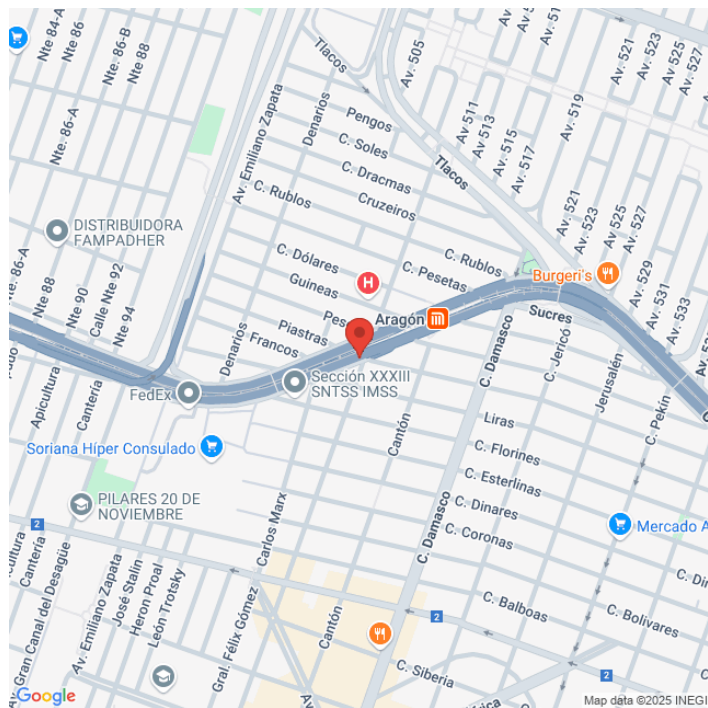 Nte. 84-A
Nte. 86
Nte. 86-B
Nte. 88
Nte. 86-A
Tlacos
Av. 505
Av. 511
Av. 513
Av. 515
Av. 517
Av. 519
Av. 521
Av. 523
Av. 525
Av. 527
Av. Emiliano Zapata
Denarios
Pengos
C. Soles
C. Dracmas
Cruzeiros
Tlacos
C. Rublos
DISTRIBUIDORA
FAMPADHER
C. Dólares
Guineas
C. Rublos
C. Pesetas
Av. 521
Av. 523
Av. 525
Av. 527
Av. 529
Av. 531
Av. 533
Burgeri's
H
Nte. 88
Nte. 90
Calle Nte 92
Nte. 94
Aragón
Sucres
Piastras
Francos
Denarios
Apicultura
Cantería
FedEx
Sección XXXIII
SNTSS IMSS
C. Damasco
C. Jericó
Jerusalén
C. Pekín
Soriana Híper Consulado
Cantón
Liras
C. Florines
C. Esterlinas
C. Dinares
C. Coronas
PILARES 20 DE
NOVIEMBRE
Carlos Marx
C. Damasco
2
Cantería
Av. Gran Canal del Desagüe
Av. Emiliano Zapata
José Stalin
Heron Proal
León Trotsky
Gral. Félix Gómez
Cantón
2
C. Balboas
C. Bolivares
C. Siberia
2
Google
Map data ©2025 INEGI